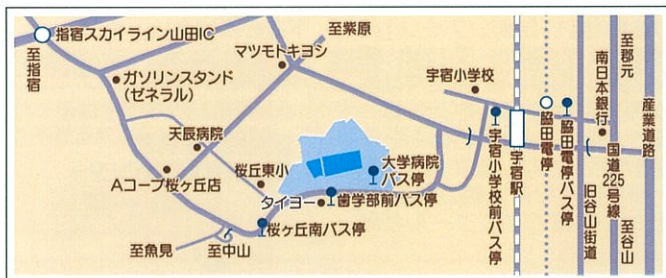 指宿スカイライン山田IC
至指宿
ガソリンスタンド
(ゼネラル)
マツモトキヨシ
至紫原
天辰病院
Aコープ桜ヶ丘店
桜丘東小
タイヨー
大学病院
バス停
歯学部前バス停
桜ヶ丘南バス停
至魚見
至中山
宇宿小学校
宇宿小学校前バス停
宇宿駅
脇田電停
脇田電停バス停
南日本銀行
旧谷山街道
国道225号線
至郡元
至谷山
産業道路